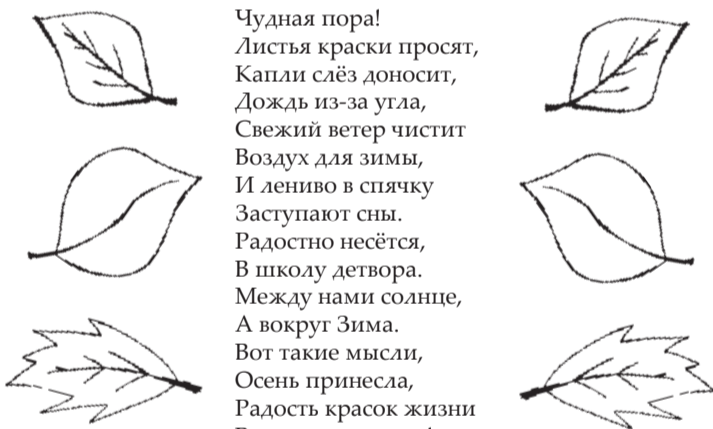 Чудная пора!
Листья краски просят,
Капли слёз доносит,
Дождь из-за угла,
Свежий ветер чистит
Воздух для зимы,
И лениво в спячку
Заступают сны.
Радостно несётся,
В школу детвора.
Между нами солнце,
А вокруг Зима.
Вот такие мысли,
Осень принесла,
Радость красок жизни